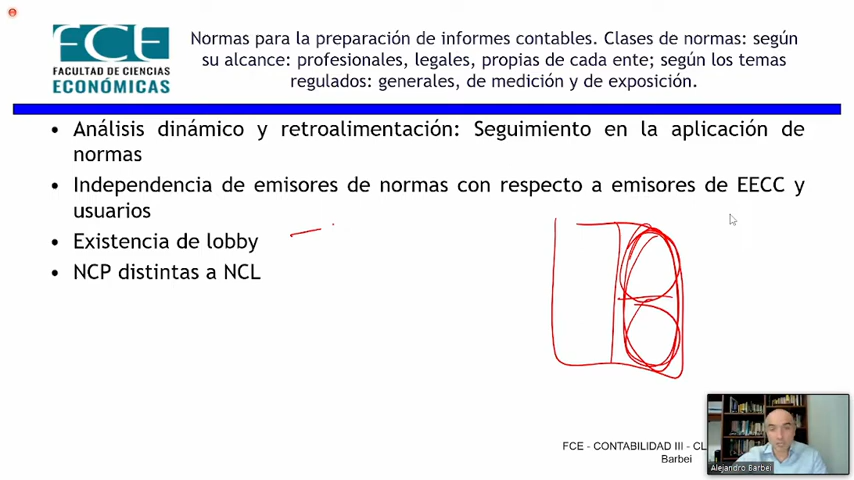 FCE
FACULTAD DE CIENCIAS
ECONÓMICAS
Normas para la preparación de informes contables. Clases de normas: según
su alcance: profesionales, legales, propias de cada ente; según los temas
regulados: generales, de medición y de exposición.
• Análisis dinámico y retroalimentación: Seguimiento en la aplicación de
normas
• Independencia de emisores de normas con respecto a emisores de EECC y
usuarios
• Existencia de lobby
• NCP distintas a NCL
FCE - CONTABILIDAD III - CL
Barbei
Alejandro Barbei